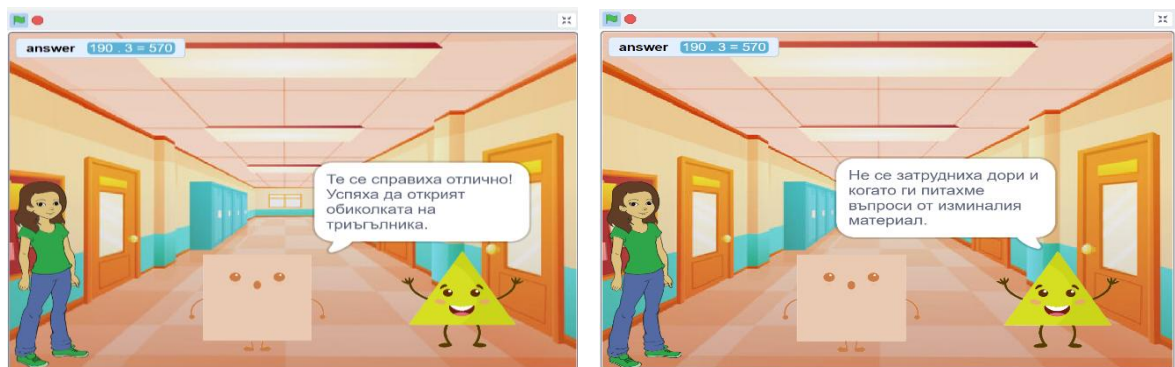 answer 190 . 3 = 570
Те се справиха отлично!
Успяха да открият
обиколката на
триъгълника.
answer 190 . 3 = 570
Не се затрудниха дори и
когато ги питахме
въпроси от изминалия
материал.